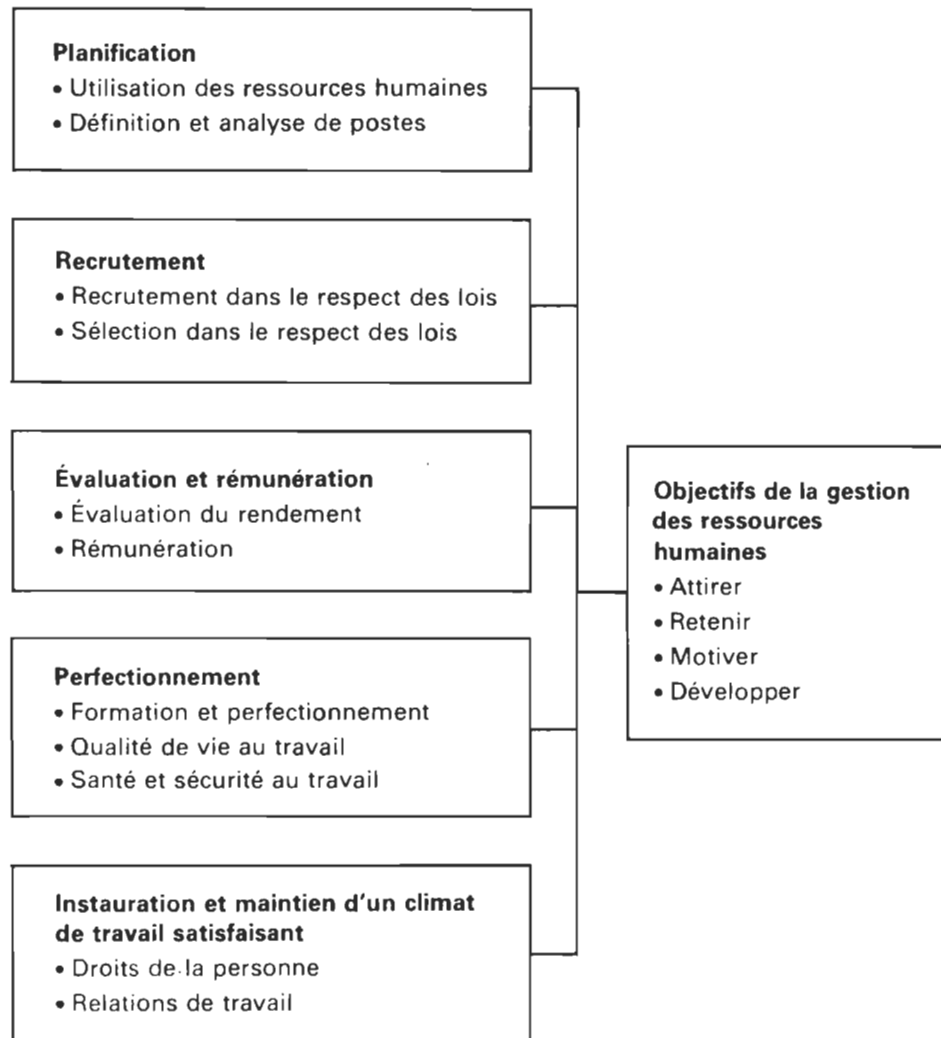 Planification
• Utilisation des ressources humaines
• Définition et analyse de postes
Recrutement
• Recrutement dans le respect des lois
• Sélection dans le respect des lois
Évaluation et rémunération
• Évaluation du rendement
• Rémunération
Perfectionnement
• Formation et perfectionnement
• Qualité de vie au travail
• Santé et sécurité au travail
Instauration et maintien d'un climat
de travail satisfaisant
• Droits de la personne
• Relations de travail
Objectifs de la gestion
des ressources
humaines
• Attirer
• Retenir
• Motiver
• Développer